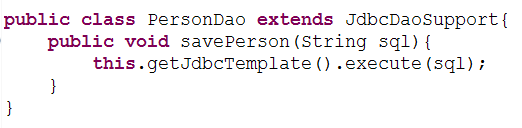 public class PersonDao extends JdbcDaoSupport{
    public void savePerson(String sql){
        this.getJdbcTemplate().execute(sql);
    }
}